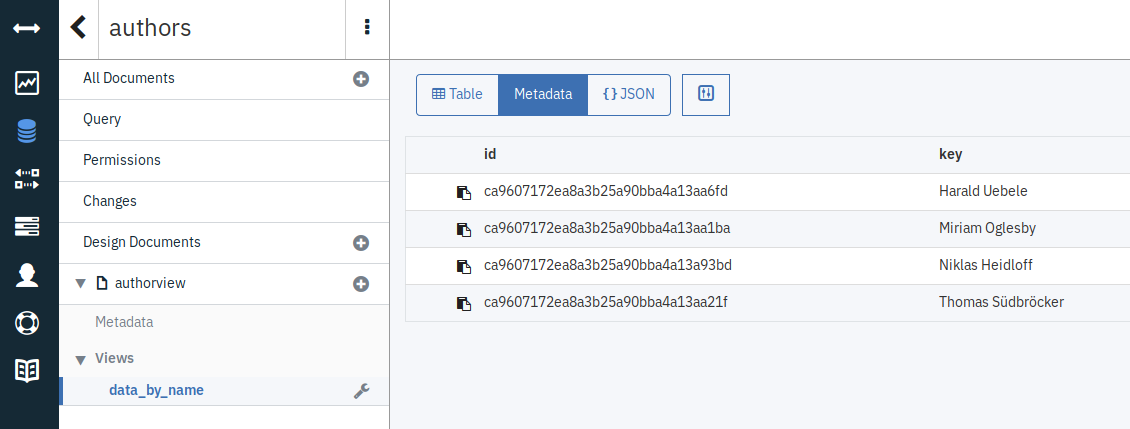 authors
All Documents
Query
Permissions
Changes
Design Documents
authorview
Metadata
Views
data_by_name
Table Metadata {} JSON
id key
ca9607172ea8a3b25a90bba4a13aa6fd Harald Uebele
ca9607172ea8a3b25a90bba4a13aa1ba Miriam Oglesby
ca9607172ea8a3b25a90bba4a13a93bd Niklas Heidloff
ca9607172ea8a3b25a90bba4a13aa21f Thomas Südbröcker